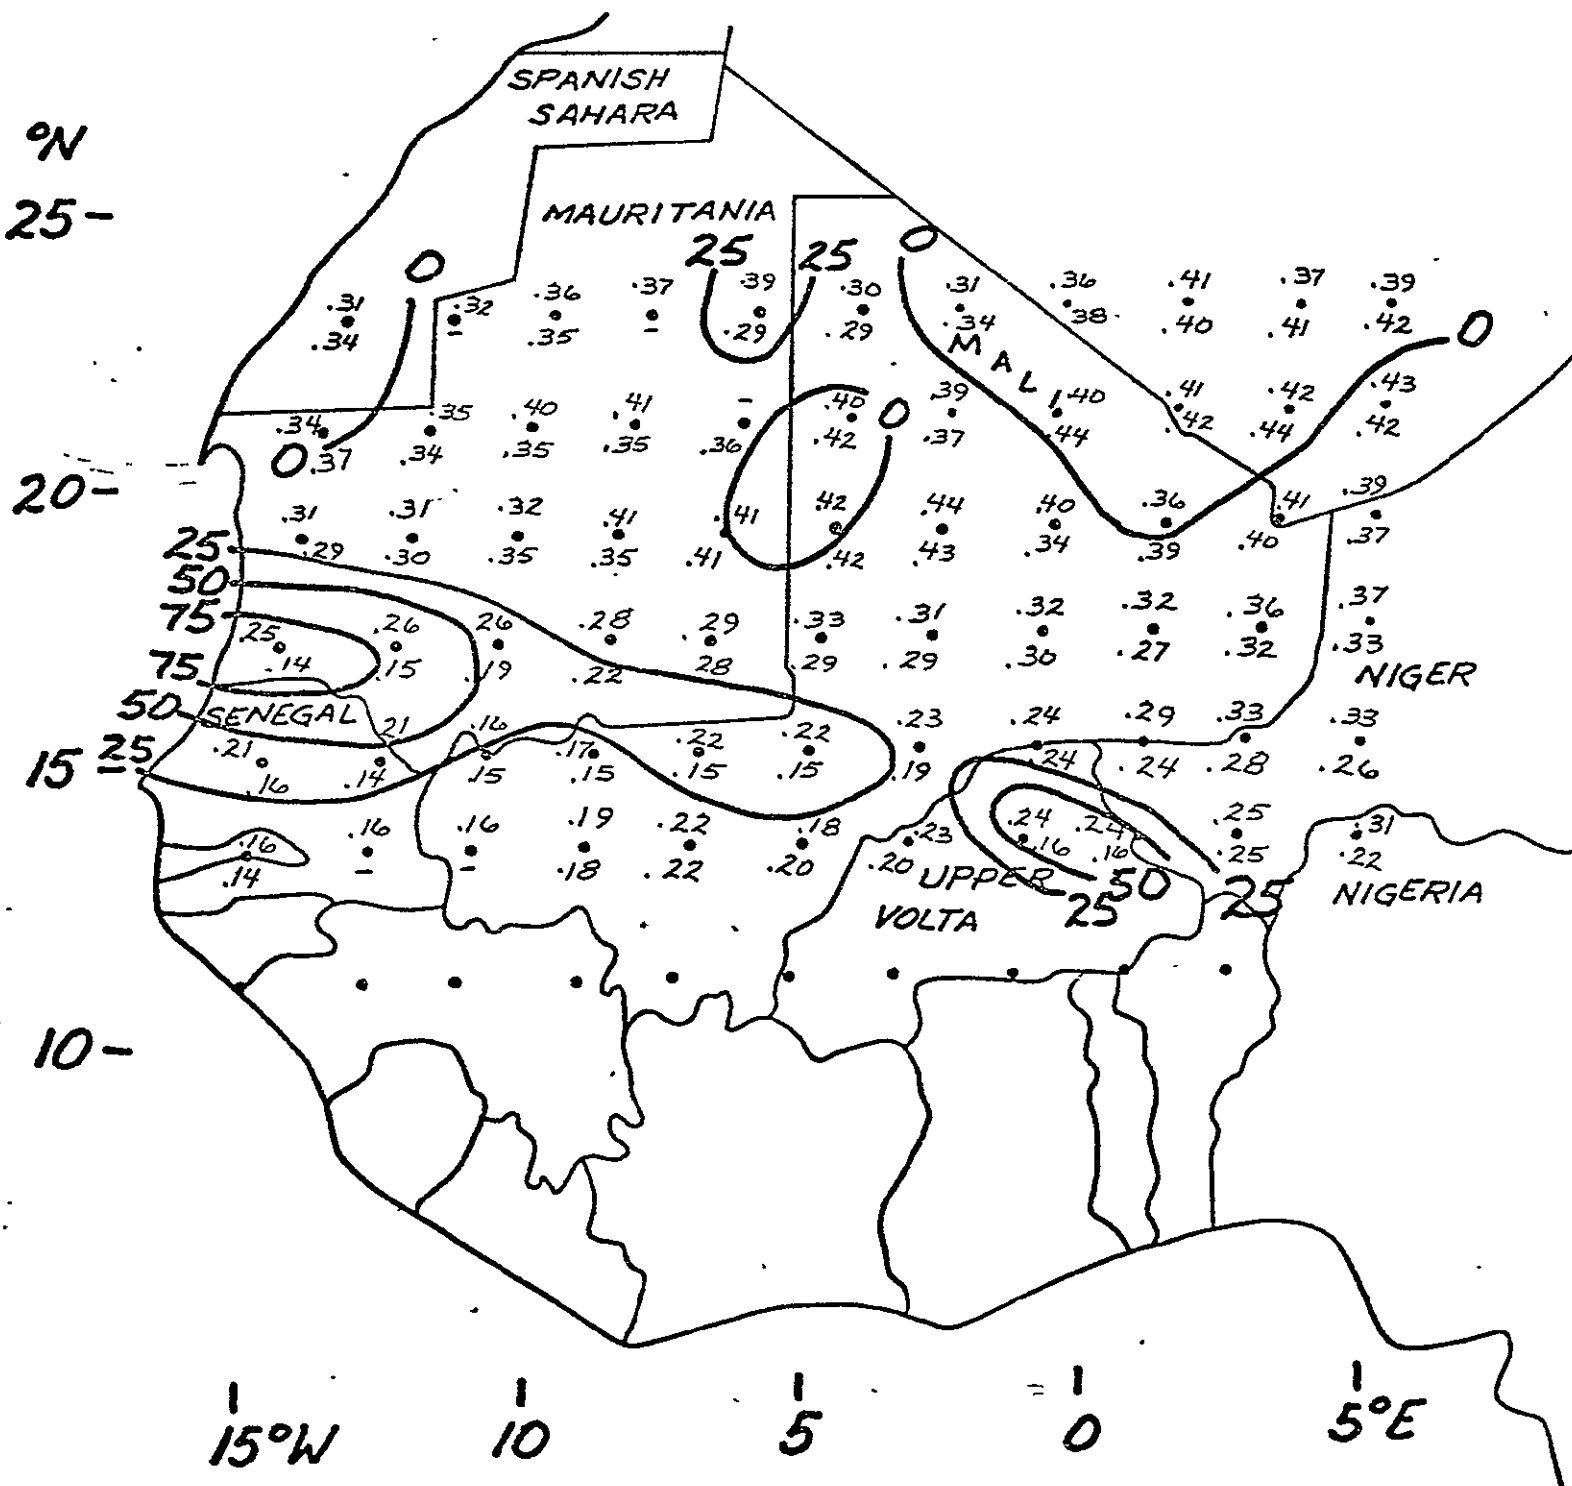 SPANISH
SAHARA
°N
25-
MAURITANIA
25 25 0
0
.31 .32 .36 .37 .39 .30 .31 .36 .41 .37 .39
.34 - .35 - .29 .29 .34 38 .40 .41 .42
0
MALI
.34 .35 .40 .41 - .40 0 .39 .40 .41 .42 .43
0 .37 .34 .35 .35 .36 .42 .37 .44 .42 .44 .42
20-
.31 .31 .32 .41 .41 .42 .44 .40 .36 .41 .39
.29 .30 .35 .35 .41 .42 .43 .34 .39 .40 .37
25
50
75
.25 .26 26 .28 .29 .33 .31 .32 .32 .36 .37
.14 .15 .19 .22 28 .29 .29 .30 .27 .32 .33
75
NIGER
50
SENEGAL
.21 21 .16 .17 .22 .22 .23 .24 .29 .33 .33
.16 .14 .15 .15 .15 .15 .19 .24 .24 .28 .26
15 25
.16 .16 .16 .19 .22 .18 .23 .24 .24 .25 .31
.14 - - .18 .22 .20 .20 .16 .16 .25 .22
UPPER
VOLTA
25 50 25
NIGERIA
10-
15°W 10 5 0 5°E